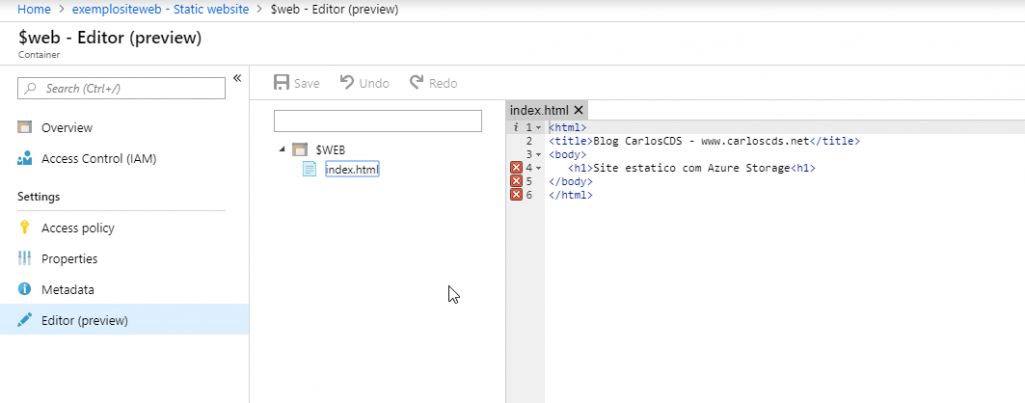 Home > exemplositeweb - Static website > $web - Editor (preview)
$web - Editor (preview)
Container
Search (Ctrl+/)
«
Overview
Access Control (IAM)
Settings
Access policy
Properties
Metadata
Editor (preview)
Save Undo Redo
$WEB
index.html
index.html ✕
i 1 <html>
2 <title>Blog CarlosCDS - www.carloscds.net</title>
3 <body>
4 <h1>Site estatico com Azure Storage<h1>
5 </body>
6 </html>